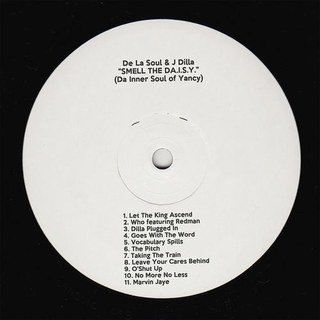 De La Soul & J Dilla
"SMELL THE DA.I.S.Y."
(Da Inner Soul of Yancy)
1. Let The King Ascend
2. Who featuring Redman
3. Dilla Plugged In
4. Goes With The Word
5. Vocabulary Spills
6. The Pitch
7. Taking The Train
8. Leave Your Cares Behind
9. O'Shut Up
10. No More No Less
11. Marvin Jaye